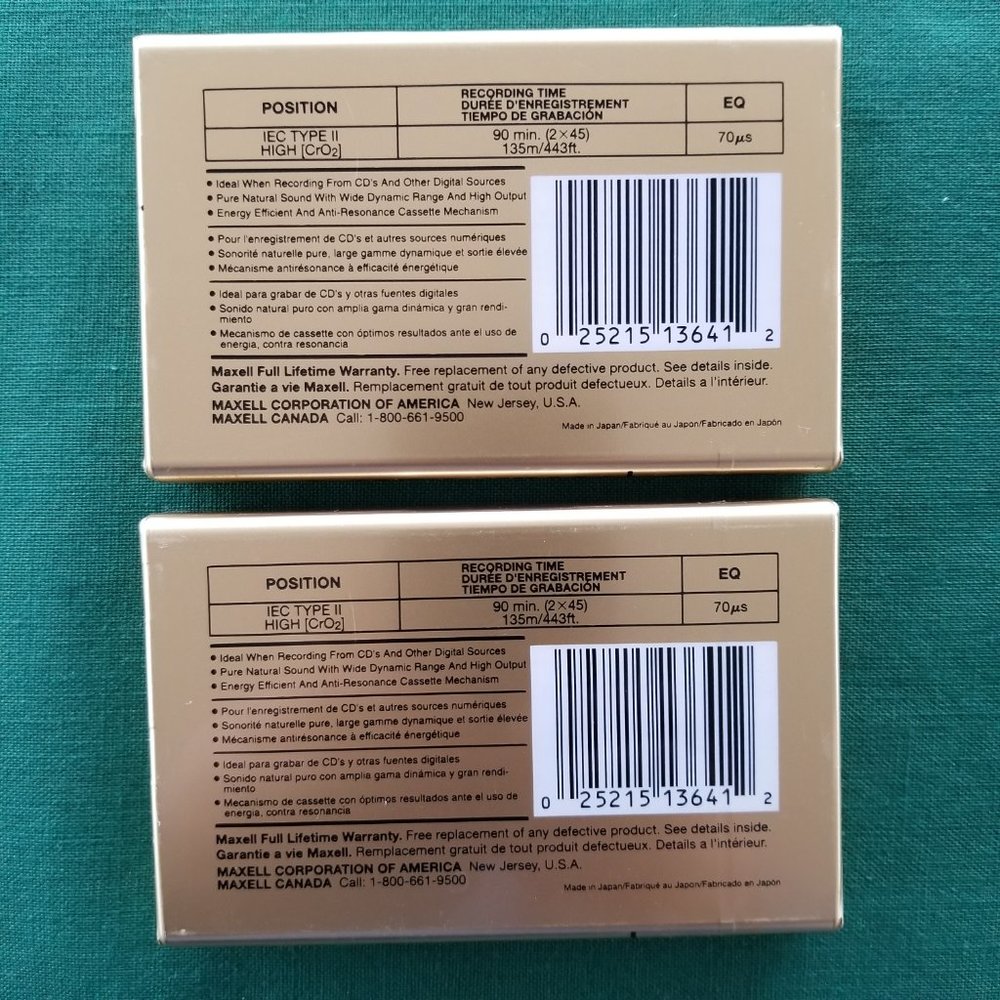 POSITION
RECORDING TIME
DURÉE D'ENREGISTREMENT
TIEMPO DE GRABACIÓN
EQ
IEC TYPE II
HIGH [CrO2]
90 min. (2×45)
135m/443ft.
70µs
• Ideal When Recording From CD's And Other Digital Sources
• Pure Natural Sound With Wide Dynamic Range And High Output
• Energy Efficient And Anti-Resonance Cassette Mechanism
• Pour l'enregistrement de CD's et autres sources numériques
• Sonorité naturelle pure, large gamme dynamique et sortie élevée
• Mécanisme antirésonance à efficacité énergétique
• Ideal para grabar de CD's y otras fuentes digitales
• Sonido natural puro con amplia gama dinámica y gran rendi-
miento
• Mecanismo de cassette con óptimos resultados ante el uso de
energia, contra resonancia
0 25215 13641 2
Maxell Full Lifetime Warranty. Free replacement of any defective product. See details inside.
Garantie a vie Maxell. Remplacement gratuit de tout produit defectueux. Details a l'intérieur.
MAXELL CORPORATION OF AMERICA New Jersey, U.S.A.
MAXELL CANADA Call: 1-800-661-9500
Made in Japan/Fabriqué au Japon/Fabricado en Japón
POSITION
RECORDING TIME
DURÉE D'ENREGISTREMENT
TIEMPO DE GRABACIÓN
EQ
IEC TYPE II
HIGH [CrO2]
90 min. (2×45)
135m/443ft.
70µs
• Ideal When Recording From CD's And Other Digital Sources
• Pure Natural Sound With Wide Dynamic Range And High Output
• Energy Efficient And Anti-Resonance Cassette Mechanism
• Pour l'enregistrement de CD's et autres sources numériques
• Sonorité naturelle pure, large gamme dynamique et sortie élevée
• Mécanisme antirésonance à efficacité énergétique
• Ideal para grabar de CD's y otras fuentes digitales
• Sonido natural puro con amplia gama dinámica y gran rendi-
miento
• Mecanismo de cassette con óptimos resultados ante el uso de
energia, contra resonancia
0 25215 13641 2
Maxell Full Lifetime Warranty. Free replacement of any defective product. See details inside.
Garantie a vie Maxell. Remplacement gratuit de tout produit defectueux. Details a l'intérieur.
MAXELL CORPORATION OF AMERICA New Jersey, U.S.A.
MAXELL CANADA Call: 1-800-661-9500
Made in Japan/Fabriqué au Japon/Fabricado en Japón